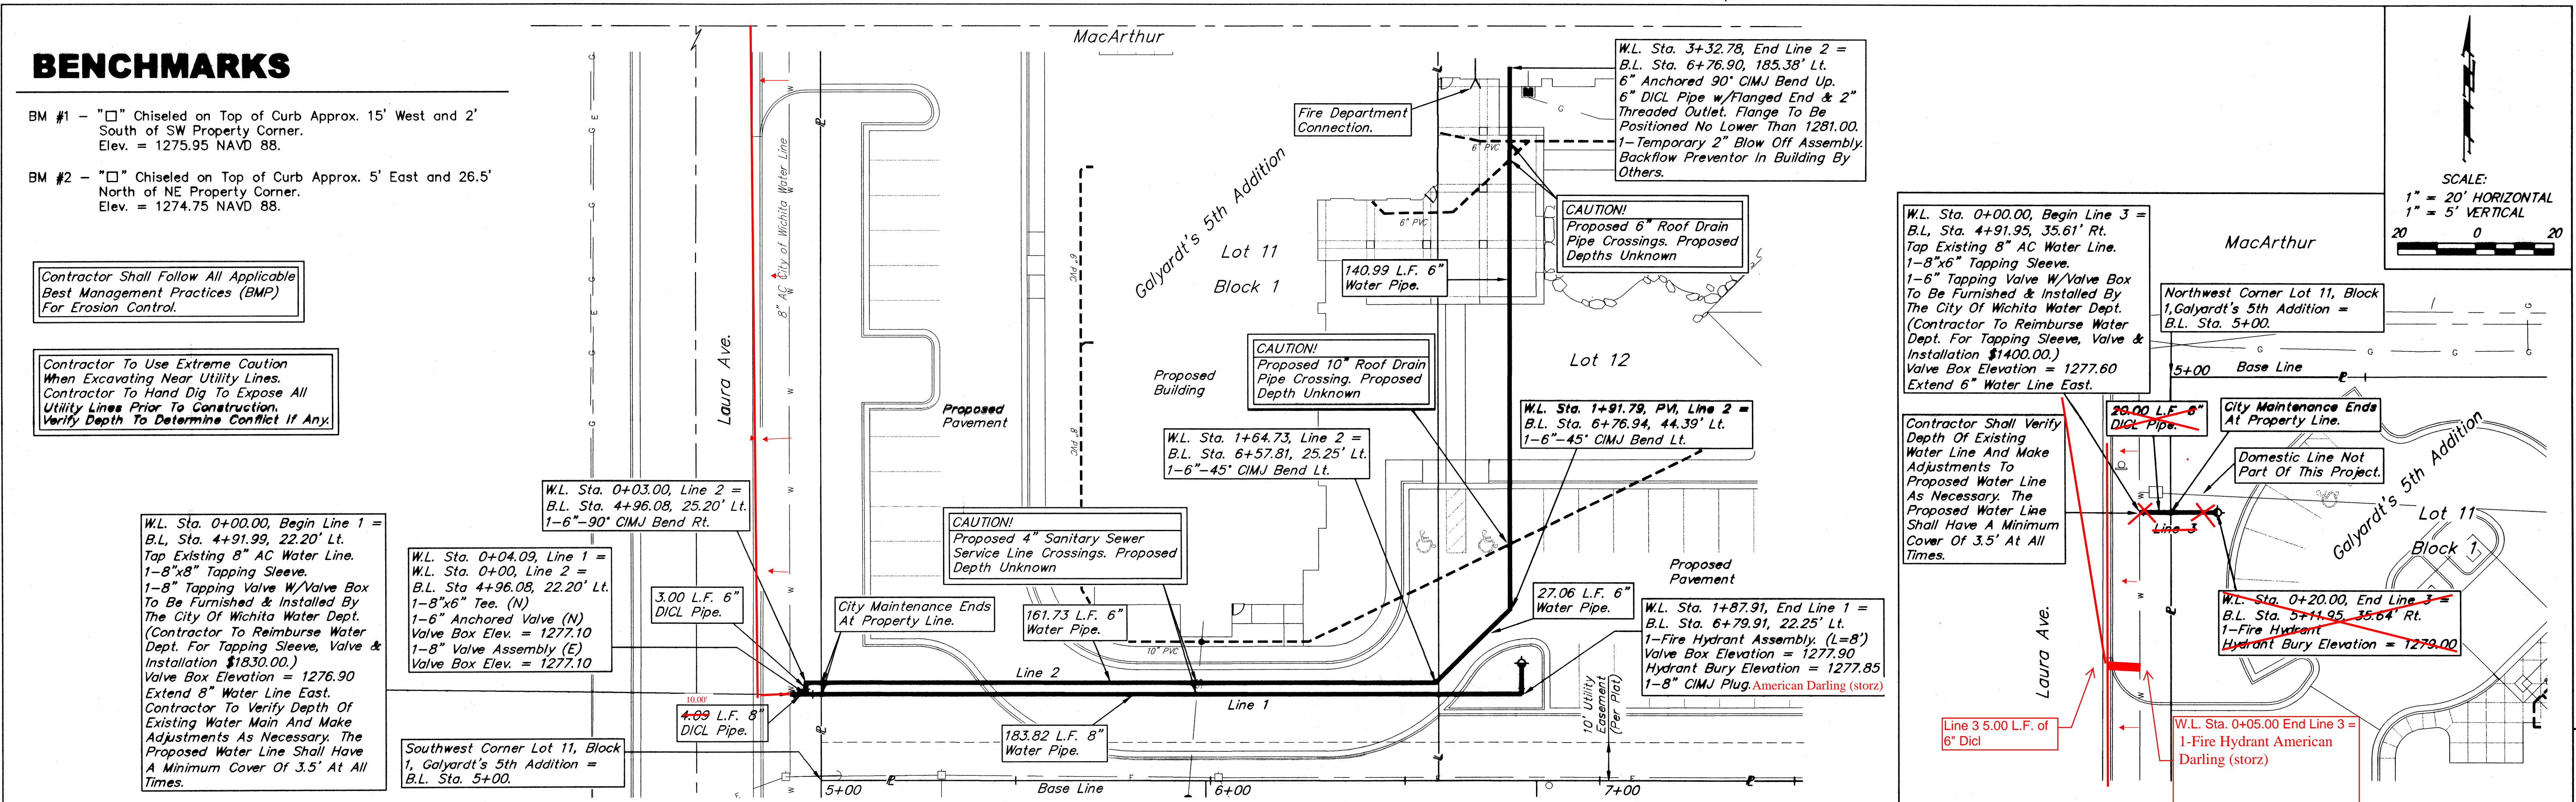 MacArthur
BENCHMARKS
BM #1 - "□" Chiseled on Top of Curb Approx. 15' West and 2'
South of SW Property Corner.
Elev. = 1275.95 NAVD 88.
BM #2 - "□" Chiseled on Top of Curb Approx. 5' East and 26.5'
North of NE Property Corner.
Elev. = 1274.75 NAVD 88.
Contractor Shall Follow All Applicable
Best Management Practices (BMP)
For Erosion Control.
Contractor To Use Extreme Caution
When Excavating Near Utility Lines.
Contractor To Hand Dig To Expose All
Utility Lines Prior To Construction.
Verify Depth To Determine Conflict If Any.
W.L. Sta. 0+00.00, Begin Line 1 =
B.L, Sta. 4+91.99, 22.20' Lt.
Tap Existing 8" AC Water Line.
1-8"x8" Tapping Sleeve.
1-8" Tapping Valve W/Valve Box
To Be Furnished & Installed By
The City Of Wichita Water Dept.
(Contractor To Reimburse Water
Dept. For Tapping Sleeve, Valve &
Installation $1830.00.)
Valve Box Elevation = 1276.90
Extend 8" Water Line East.
Contractor To Verify Depth Of
Existing Water Main And Make
Adjustments As Necessary. The
Proposed Water Line Shall Have
A Minimum Cover Of 3.5' At All
Times.
W.L. Sta. 0+04.09, Line 1 =
W.L. Sta. 0+00, Line 2 =
B.L. Sta 4+96.08, 22.20' Lt.
1-8"x6" Tee. (N)
1-6" Anchored Valve (N)
Valve Box Elev. = 1277.10
1-8" Valve Assembly (E)
Valve Box Elev. = 1277.10
W.L. Sta. 0+03.00, Line 2 =
B.L. Sta. 4+96.08, 25.20' Lt.
1-6"-90° CIMJ Bend Rt.
3.00 L.F. 6"
DICL Pipe.
10.00'
4.09 L.F. 8"
DICL Pipe.
Southwest Corner Lot 11, Block
1, Galyardt's 5th Addition =
B.L. Sta. 5+00.
City Maintenance Ends
At Property Line.
Laura Ave.
8" AC City of Wichita Water Line
Proposed
Pavement
CAUTION!
Proposed 4" Sanitary Sewer
Service Line Crossings. Proposed
Depth Unknown
161.73 L.F. 6"
Water Pipe.
183.82 L.F. 8"
Water Pipe.
10" PVC
Line 2
Line 1
5+00
Base Line
6+00
7+00
6" PVC
8" PVC
Proposed
Building
Galyardt's 5th Addition
Lot 11
Block 1
W.L. Sta. 1+64.73, Line 2 =
B.L. Sta. 6+57.81, 25.25' Lt.
1-6"-45° CIMJ Bend Lt.
CAUTION!
Proposed 10" Roof Drain
Pipe Crossing. Proposed
Depth Unknown
140.99 L.F. 6"
Water Pipe.
Fire Department
Connection.
6" PVC
6" PVC
W.L. Sta. 3+32.78, End Line 2 =
B.L. Sta. 6+76.90, 185.38' Lt.
6" Anchored 90° CIMJ Bend Up.
6" DICL Pipe w/Flanged End & 2"
Threaded Outlet. Flange To Be
Positioned No Lower Than 1281.00.
1-Temporary 2" Blow Off Assembly.
Backflow Preventor In Building By
Others.
CAUTION!
Proposed 6" Roof Drain
Pipe Crossings. Proposed
Depths Unknown
Lot 12
W.L. Sta. 1+91.79, PVI, Line 2 =
B.L. Sta. 6+76.94, 44.39' Lt.
1-6"-45° CIMJ Bend Lt.
Proposed
Pavement
27.06 L.F. 6"
Water Pipe.
W.L. Sta. 1+87.91, End Line 1 =
B.L. Sta. 6+79.91, 22.25' Lt.
1-Fire Hydrant Assembly. (L=8')
Valve Box Elevation = 1277.90
Hydrant Bury Elevation = 1277.85
1-8" CIMJ Plug. American Darling (storz)
10' Utility
Easement
(Per Plat)
SCALE:
1" = 20' HORIZONTAL
1" = 5' VERTICAL
20 0 20
W.L. Sta. 0+00.00, Begin Line 3 =
B.L, Sta. 4+91.95, 35.61' Rt.
Tap Existing 8" AC Water Line.
1-8"x6" Tapping Sleeve.
1-6" Tapping Valve W/Valve Box
To Be Furnished & Installed By
The City Of Wichita Water Dept.
(Contractor To Reimburse Water
Dept. For Tapping Sleeve, Valve &
Installation $1400.00.)
Valve Box Elevation = 1277.60
Extend 6" Water Line East.
Contractor Shall Verify
Depth Of Existing
Water Line And Make
Adjustments To
Proposed Water Line
As Necessary. The
Proposed Water Line
Shall Have A Minimum
Cover Of 3.5' At All
Times.
MacArthur
Northwest Corner Lot 11, Block
1, Galyardt's 5th Addition =
B.L. Sta. 5+00.
5+00 Base Line
20.00 L.F. 8"
DICL Pipe.
City Maintenance Ends
At Property Line.
Domestic Line Not
Part Of This Project.
Line 3
Galyardt's 5th Addition
Lot 11
Block 1
W.L. Sta. 0+20.00, End Line 3 =
B.L. Sta. 5+11.95, 35.64' Rt.
1-Fire Hydrant
Hydrant Bury Elevation = 1279.00
Laura Ave.
Line 3 5.00 L.F. of
6" Dicl
W.L. Sta. 0+05.00 End Line 3 =
1-Fire Hydrant American
Darling (storz)